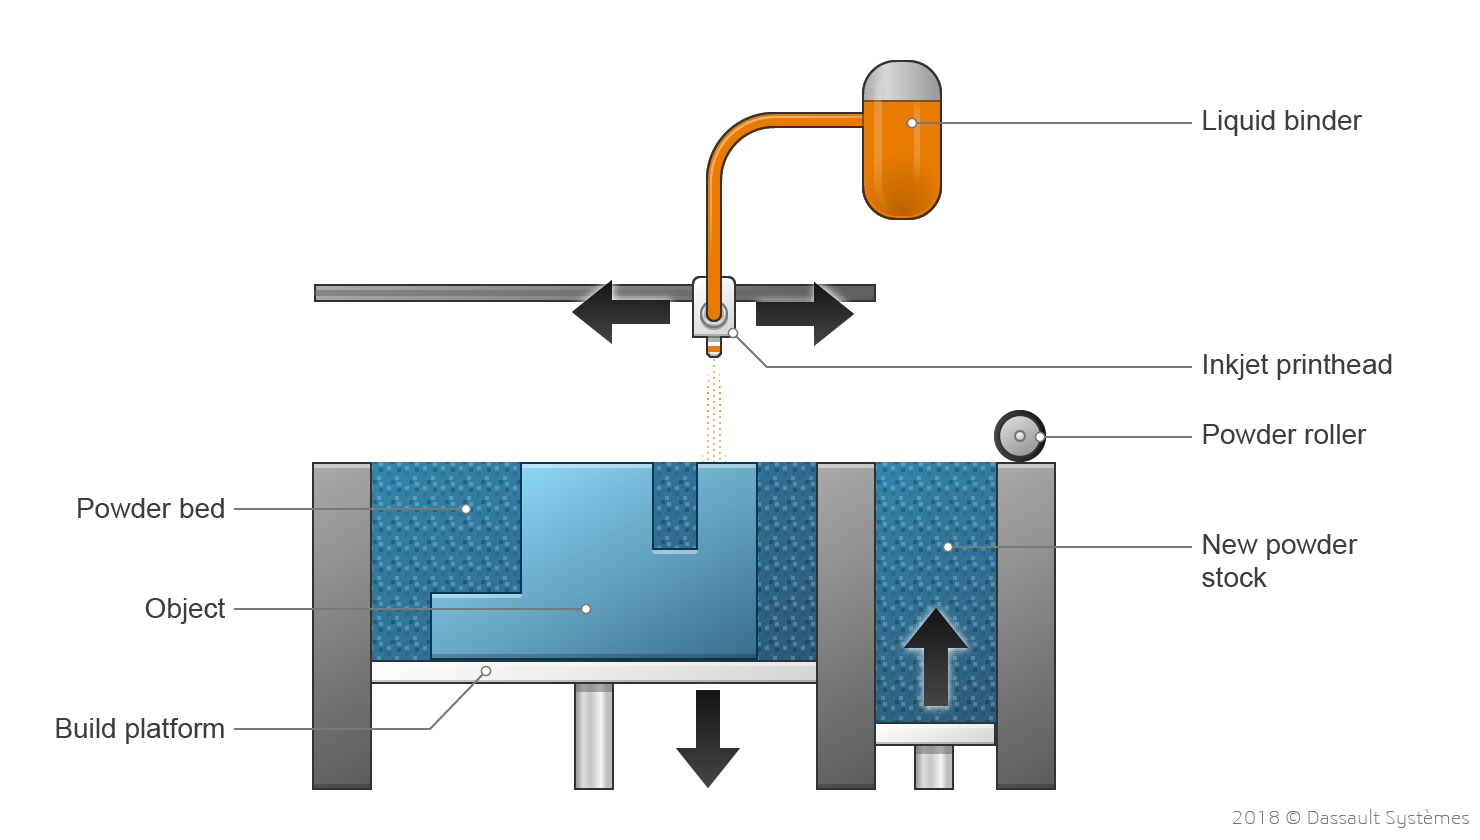 Liquid binder
Inkjet printhead
Powder roller
Powder bed
New powder
stock
Object
Build platform
2018 © Dassault Systèmes